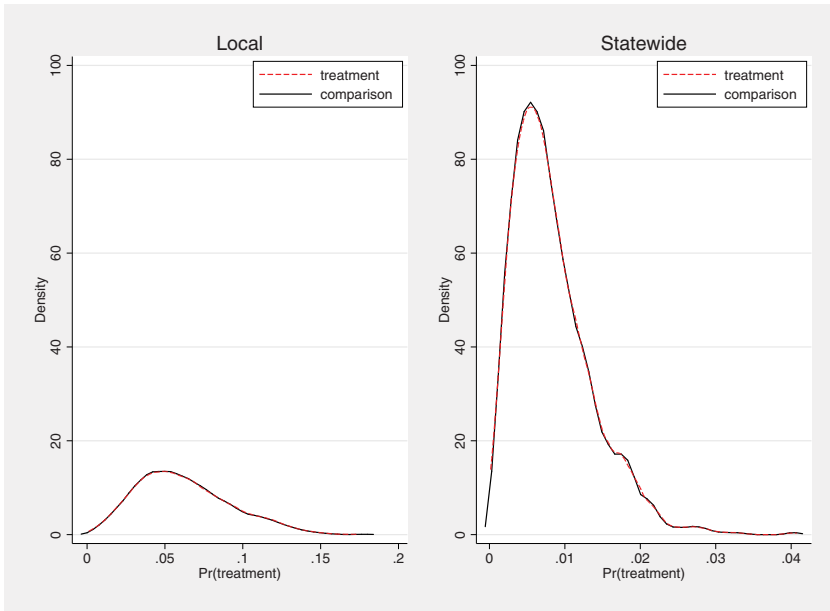 Local
treatment
comparison
100
80
60
40
20
0
Density
0 .05 .1 .15 .2
Pr(treatment)
Statewide
treatment
comparison
100
80
60
40
20
0
Density
0 .01 .02 .03 .04
Pr(treatment)